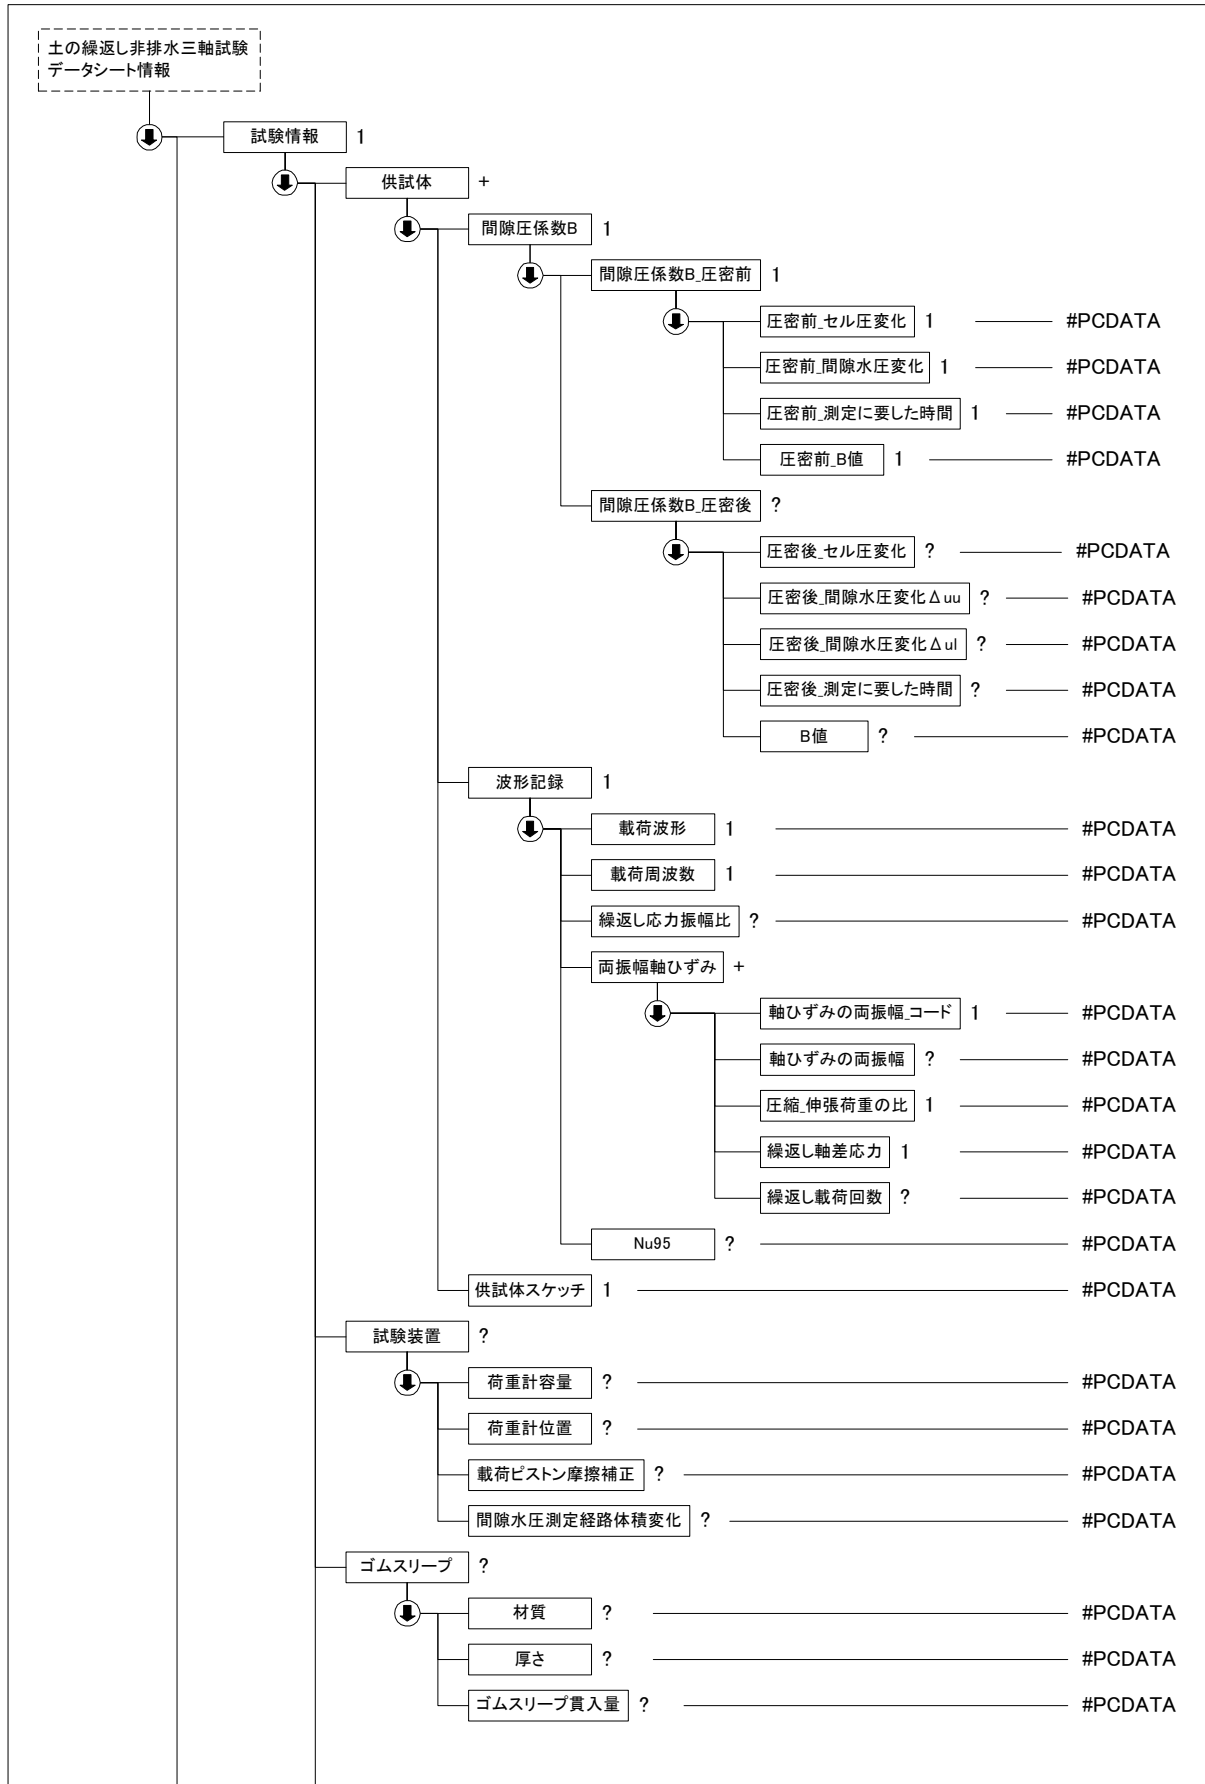 土の繰返し非排水三軸試験
データシート情報
試験情報 1
供試体 +
間隙圧係数B 1
間隙圧係数B_圧密前 1
圧密前_セル圧変化 1 #PCDATA
圧密前_間隙水圧変化 1 #PCDATA
圧密前_測定に要した時間 1 #PCDATA
圧密前_B値 1 #PCDATA
間隙圧係数B_圧密後 ?
圧密後_セル圧変化 ? #PCDATA
圧密後_間隙水圧変化Δuu ? #PCDATA
圧密後_間隙水圧変化Δul ? #PCDATA
圧密後_測定に要した時間 ? #PCDATA
B値 ? #PCDATA
波形記録 1
載荷波形 1 #PCDATA
載荷周波数 1 #PCDATA
繰返し応力振幅比 ? #PCDATA
両振幅軸ひずみ +
軸ひずみの両振幅_コード 1 #PCDATA
軸ひずみの両振幅 ? #PCDATA
圧縮_伸張荷重の比 1 #PCDATA
繰返し軸差応力 1 #PCDATA
繰返し載荷回数 ? #PCDATA
Nu95 ? #PCDATA
供試体スケッチ 1 #PCDATA
試験装置 ?
荷重計容量 ? #PCDATA
荷重計位置 ? #PCDATA
載荷ピストン摩擦補正 ? #PCDATA
間隙水圧測定経路体積変化 ? #PCDATA
ゴムスリーブ ?
材質 ? #PCDATA
厚さ ? #PCDATA
ゴムスリーブ貫入量 ? #PCDATA